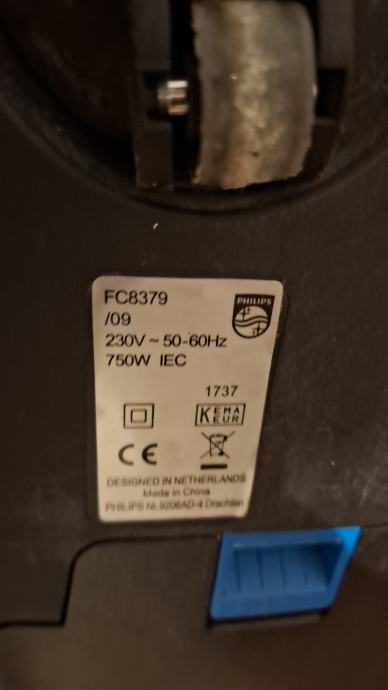 FC8379
PHILIPS
/09
230V ~ 50-60Hz
750W IEC
1737
KEMA
KEUR
CE
DESIGNED IN NETHERLANDS
Made in China
PHILIPS NL9206AD-4 Drachten